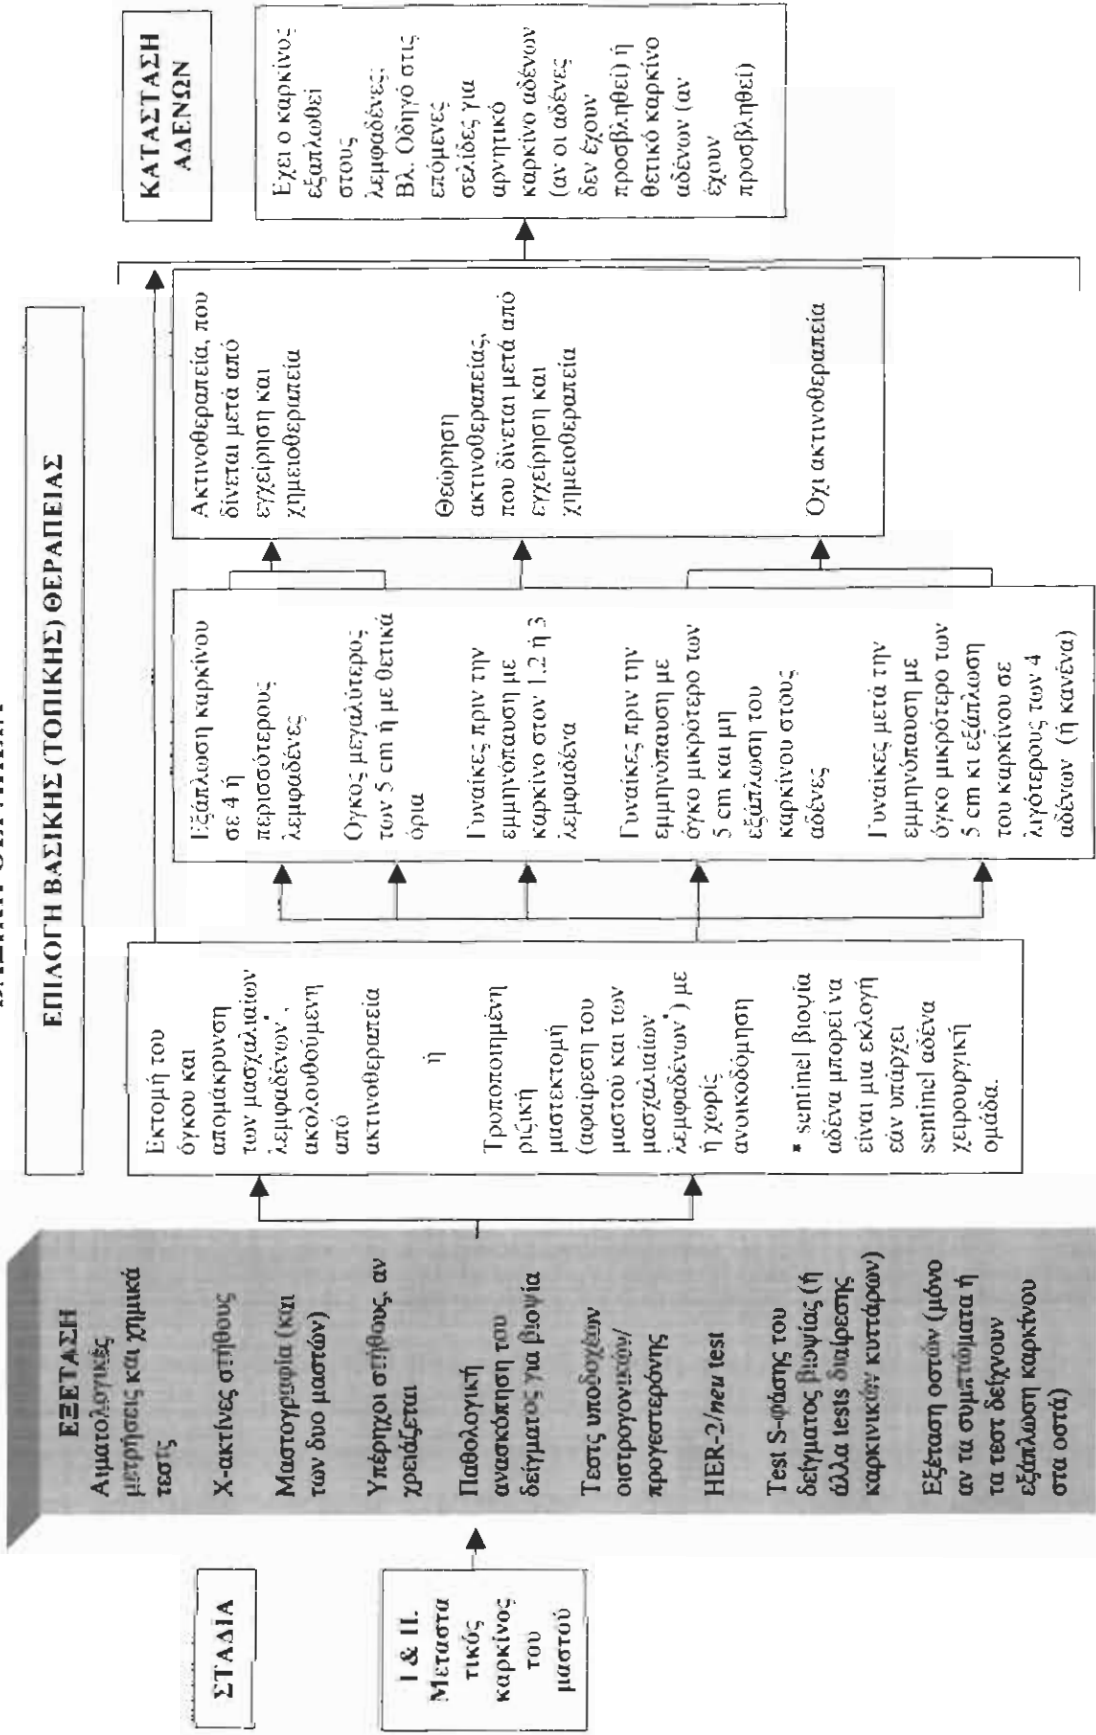 ΕΠΙΛΟΓΗ ΒΑΣΙΚΗΣ (ΤΟΠΙΚΗΣ) ΘΕΡΑΠΕΙΑΣ
ΣΤΑΔΙΑ
Ι & ΙΙ.
Μεταστα
τικός
καρκίνος
του
μαστού
ΕΞΕΤΑΣΗ
Αιματολογικές
μετρήσεις και χημικά
τεστς
Χ-ακτίνες στήθους
Μαστογραφία (και
των δυο μαστών)
Υπέρηχοι στήθους αν
χρειάζεται
Παθολογική
ανασκόπηση του
δείγματος για βιοψία
Τεστς υποδοχέων
οιστρογονικών/
προγεστερόνης
HER-2/neu test
Test S-φάσης του
δείγματος βιοψίας (ή
άλλα tests διαίρεσης
καρκινικών κυττάρων)
Εξέταση οστών (μόνο
αν τα συμπτώματα ή
τα τεστ δείχνουν
εξάπλωση καρκίνου
στα οστά)
Εκτομή του
όγκου και
απομάκρυνση
των μασχαλιαίων
λεμφαδένων*,
ακολουθούμενη
από
ακτινοθεραπεία
ή
Τροποποιημένη
ριζική
μαστεκτομή
(αφαίρεση του
μαστού και των
μασχαλιαίων
λεμφαδένων*) με
ή χωρίς
ανοικοδόμηση
* sentinel βιοψία
αδένα μπορεί να
είναι μια εκλογή
εάν υπάρχει
sentinel αδένα
χειρουργική
ομάδα.
Εξάπλωση καρκίνου
σε 4 ή
περισσότερους
λεμφαδένες
Ογκος μεγαλύτερος
των 5 cm ή με θετικά
όρια
Γυναίκες πριν την
εμμηνόπαυση με
καρκίνο στον 1,2 ή 3
λεμφαδένα
Γυναίκες πριν την
εμμηνόπαυση με
όγκο μικρότερο των
5 cm και μη
εξάπλωση του
καρκίνου στους
αδένες
Γυναίκες μετά την
εμμηνόπαυση με
όγκο μικρότερο των
5 cm κι εξάπλωση
του καρκίνου σε
λιγότερους των 4
αδένων (ή κανένα)
Ακτινοθεραπεία, που
δίνεται μετά από
εγχείρηση και
χημειοθεραπεία
Θεώρηση
ακτινοθεραπείας,
που δίνεται μετά από
εγχείρηση και
χημειοθεραπεία
Οχι ακτινοθεραπεία
ΚΑΤΑΣΤΑΣΗ
ΑΔΕΝΩΝ
Εχει ο καρκίνος
εξαπλωθεί
στους
λεμφαδένες;
Βλ. Οδηγό στις
επόμενες
σελίδες για
αρνητικό
καρκίνο αδένων
(αν οι αδένες
δεν έχουν
προσβληθεί) ή
θετικό καρκίνο
αδένων (αν
έχουν
προσβληθεί)